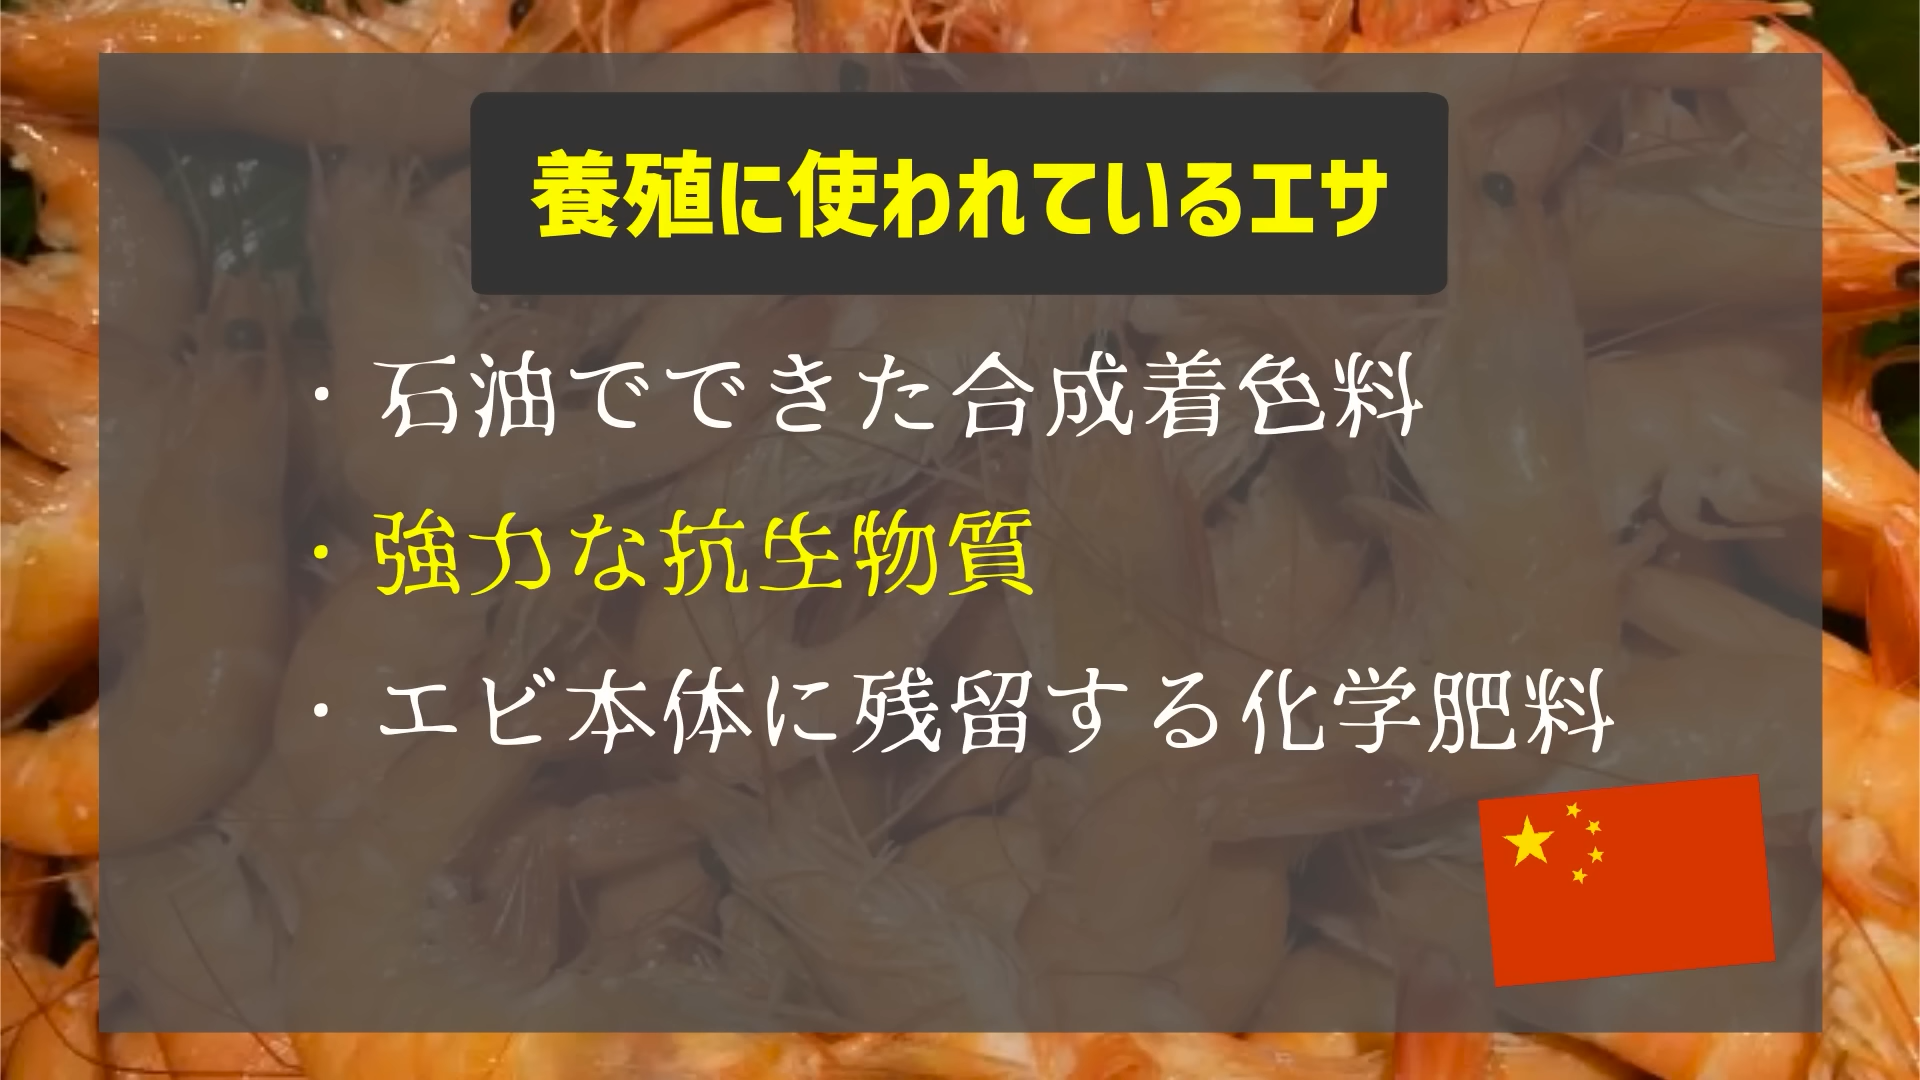 養殖に使われているエサ
・石油でできた合成着色料
・強力な抗生物質
・エビ本体に残留する化学肥料